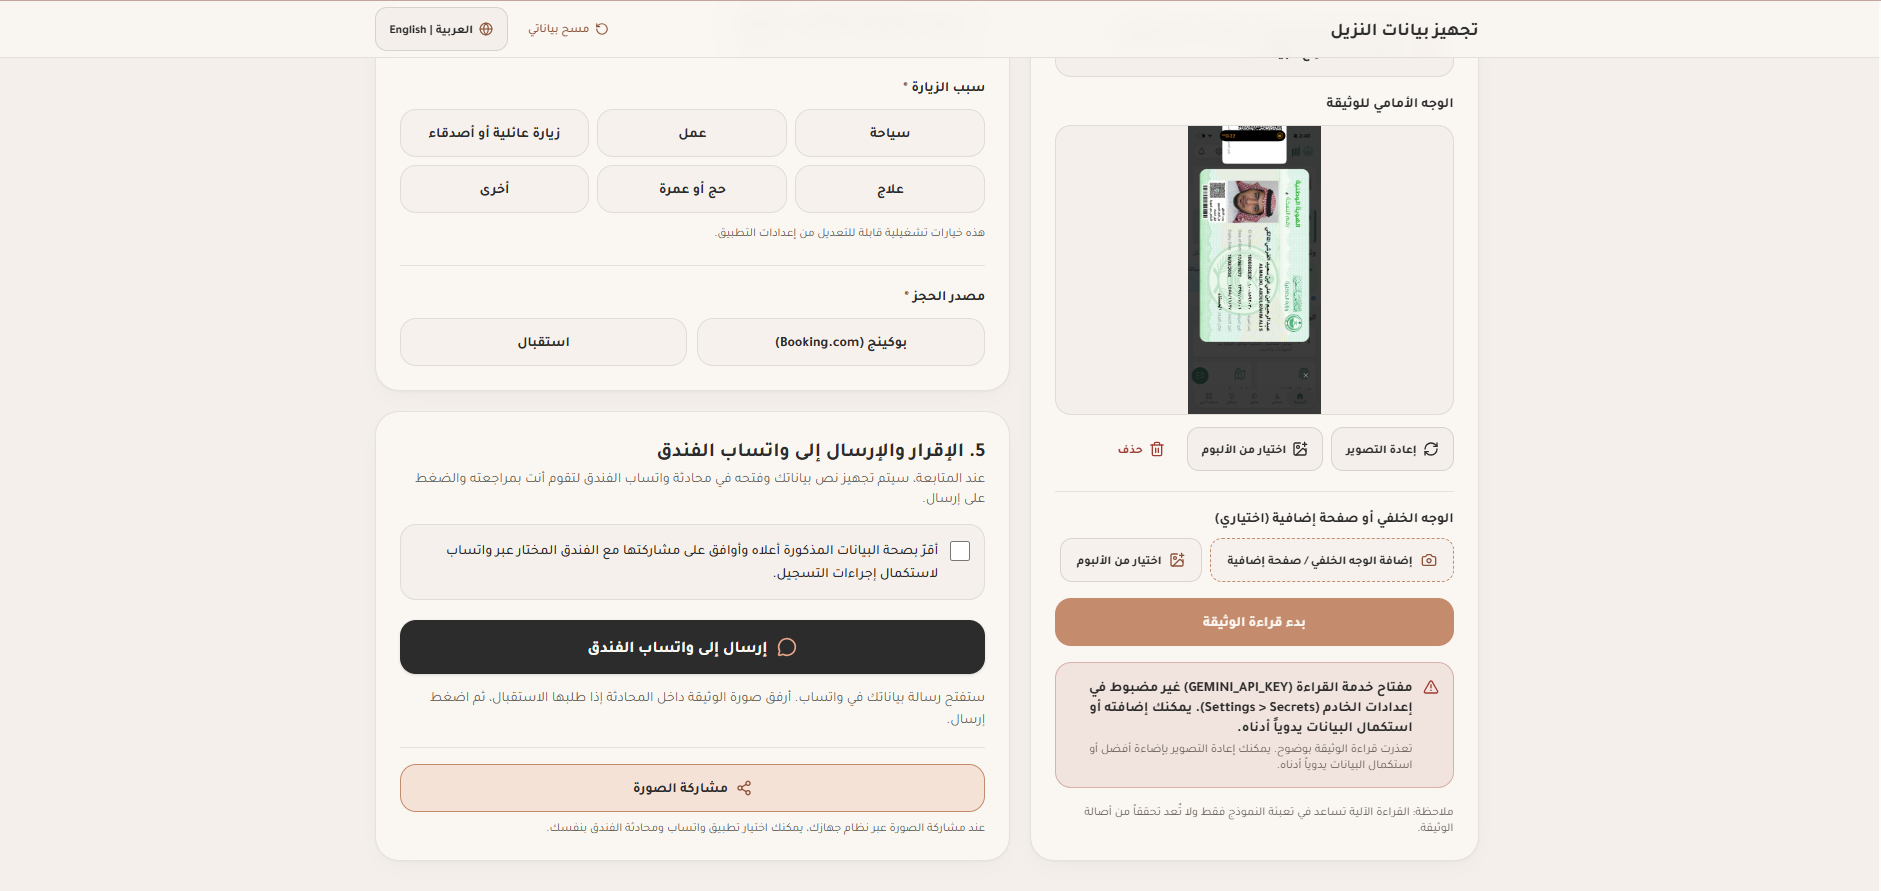 تجهيز بيانات النزيل
مسح بياناتي
العربية | English
الوجه الأمامي للوثيقة
إعادة التصوير
اختيار من الألبوم
حذف
الوجه الخلفي أو صفحة إضافية (اختياري)
إضافة الوجه الخلفي / صفحة إضافية
اختيار من الألبوم
بدء قراءة الوثيقة
مفتاح خدمة القراءة (GEMINI_API_KEY) غير مضبوط في
إعدادات الخادم (Settings > Secrets). يمكنك إضافته أو
استكمال البيانات يدوياً أدناه.
تعذرت قراءة الوثيقة بوضوح. يمكنك إعادة التصوير بإضاءة أفضل أو
استكمال البيانات يدوياً أدناه.
ملاحظة: القراءة الآلية تساعد في تعبئة النموذج فقط ولا تُعد تحققاً من أصالة
الوثيقة.
سبب الزيارة *
سياحة
عمل
زيارة عائلية أو أصدقاء
علاج
حج أو عمرة
أخرى
هذه خيارات تشغيلية قابلة للتعديل من إعدادات التطبيق.
مصدر الحجز *
بوكينج (Booking.com)
استقبال
5. الإقرار والإرسال إلى واتساب الفندق
عند المتابعة، سيتم تجهيز نص بياناتك وفتحه في محادثة واتساب الفندق لتقوم أنت بمراجعته والضغط
على إرسال.
أقرّ بصحة البيانات المذكورة أعلاه وأوافق على مشاركتها مع الفندق المختار عبر واتساب
لاستكمال إجراءات التسجيل.
إرسال إلى واتساب الفندق
ستفتح رسالة بياناتك في واتساب. أرفق صورة الوثيقة داخل المحادثة إذا طلبها الاستقبال، ثم اضغط
إرسال.
مشاركة الصورة
عند مشاركة الصورة عبر نظام جهازك، يمكنك اختيار تطبيق واتساب ومحادثة الفندق بنفسك.